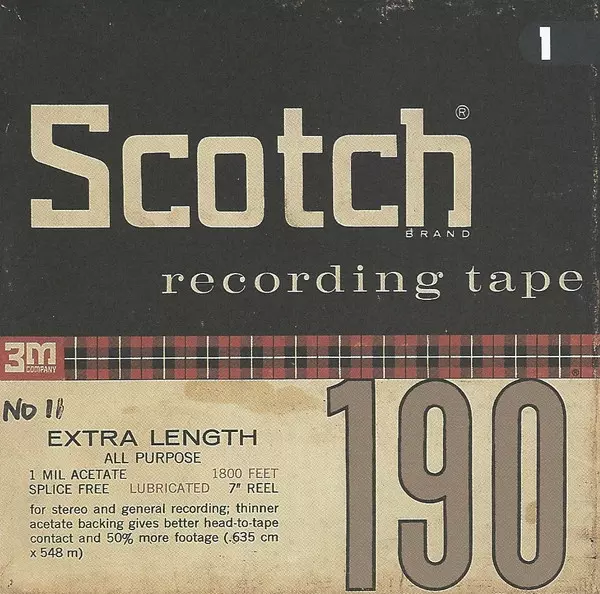 1
Scotch®
BRAND
recording tape
3M
COMPANY
®
NO 11
190
EXTRA LENGTH
ALL PURPOSE
1 MIL ACETATE 1800 FEET
SPLICE FREE LUBRICATED 7" REEL
for stereo and general recording; thinner
acetate backing gives better head-to-tape
contact and 50% more footage (.635 cm
x 548 m)